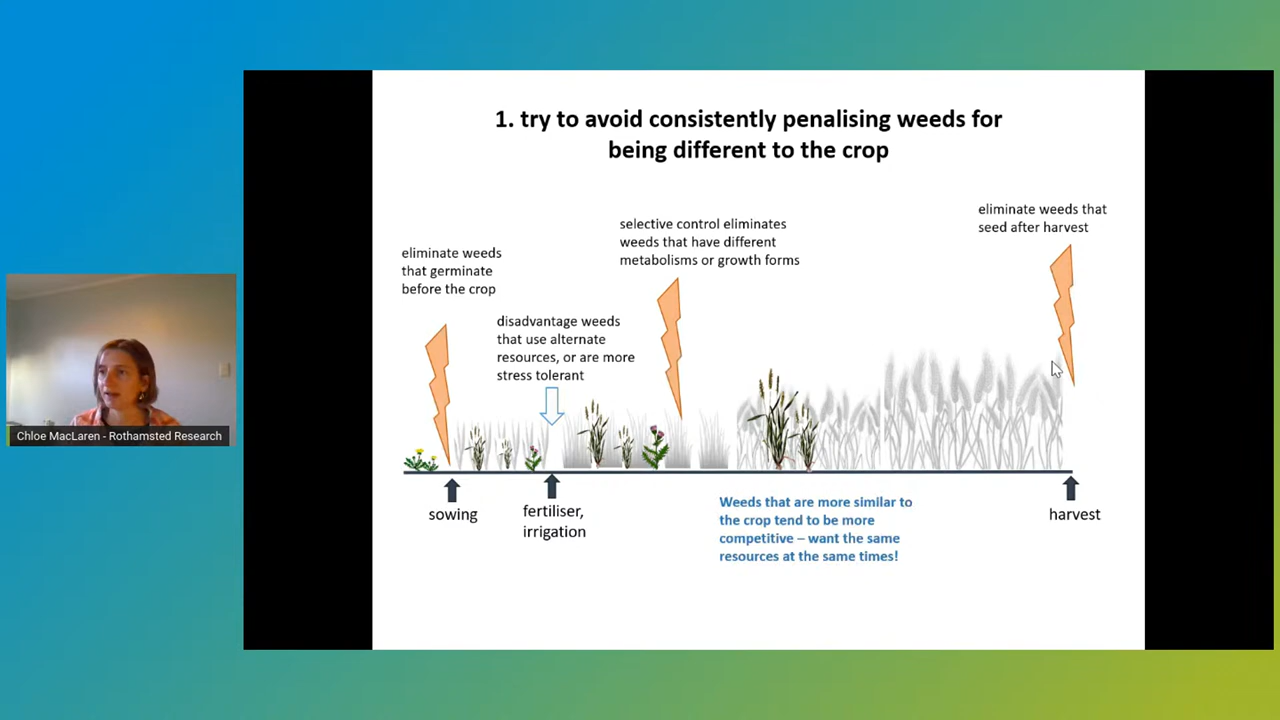 1. try to avoid consistently penalising weeds for
being different to the crop
eliminate weeds that
seed after harvest
selective control eliminates
weeds that have different
metabolisms or growth forms
eliminate weeds
that germinate
before the crop
disadvantage weeds
that use alternate
resources, or are more
stress tolerant
Chloe MacLaren - Rothamsted Research
sowing
fertiliser,
irrigation
Weeds that are more similar to
the crop tend to be more
competitive – want the same
resources at the same times!
harvest